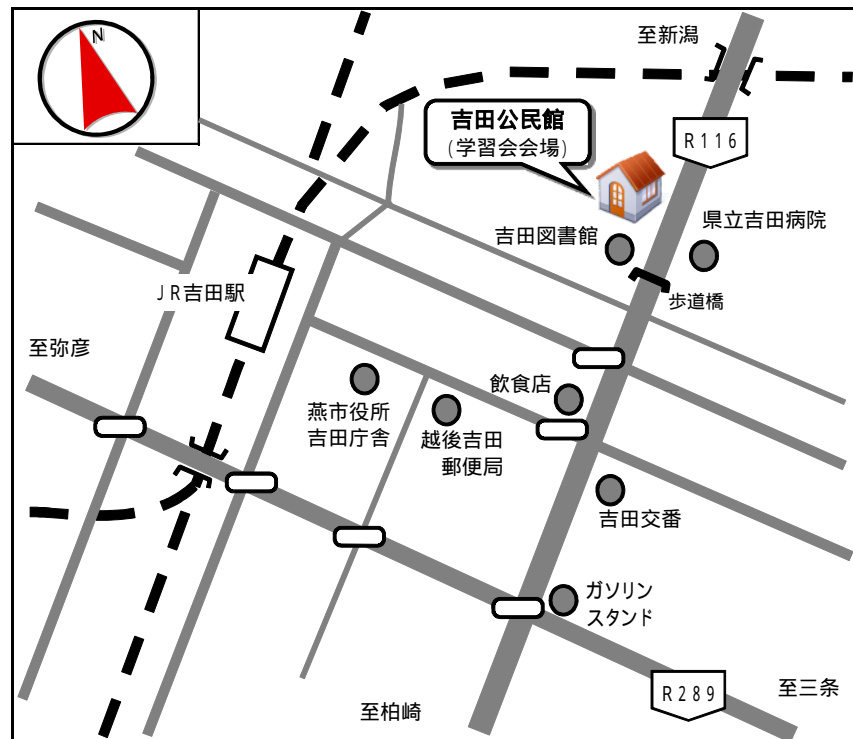 N
至新潟
吉田公民館
(学習会会場)
R116
県立吉田病院
吉田図書館
歩道橋
JR吉田駅
至弥彦
飲食店
燕市役所
吉田庁舎
越後吉田
郵便局
吉田交番
ガソリン
スタンド
R289
至三条
至柏崎